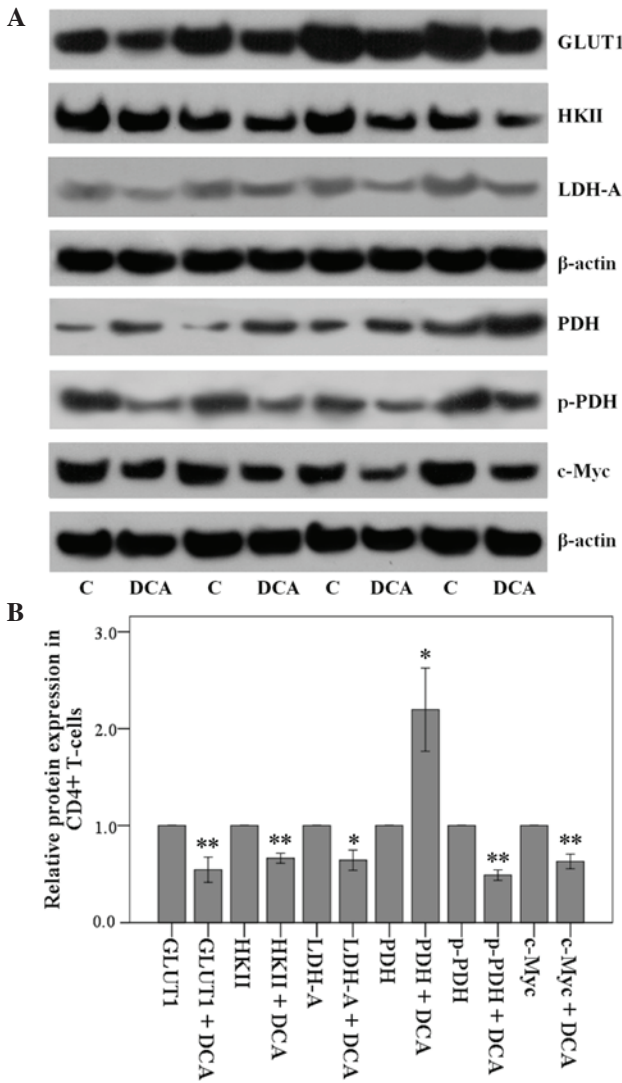 A
GLUT1
HKII
LDH-A
β-actin
PDH
p-PDH
c-Myc
β-actin
C DCA C DCA C DCA C DCA
B
Relative protein expression in
CD4+ T-cells
3.0
2.0
1.0
0.0
*
** ** * ** **
GLUT1
GLUT1 + DCA
HKII
HKII + DCA
LDH-A
LDH-A + DCA
PDH
PDH + DCA
p-PDH
p-PDH + DCA
c-Myc
c-Myc + DCA